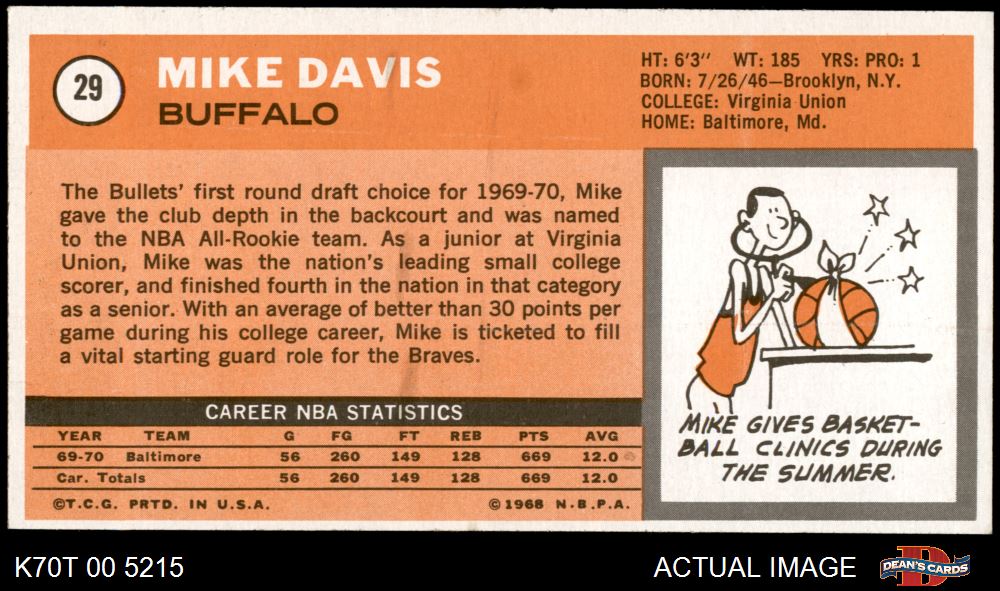 29
MIKE DAVIS
BUFFALO
HT: 6'3" WT: 185 YRS: PRO: 1
BORN: 7/26/46—Brooklyn, N.Y.
COLLEGE: Virginia Union
HOME: Baltimore, Md.
The Bullets' first round draft choice for 1969-70, Mike
gave the club depth in the backcourt and was named
to the NBA All-Rookie team. As a junior at Virginia
Union, Mike was the nation's leading small college
scorer, and finished fourth in the nation in that category
as a senior. With an average of better than 30 points per
game during his college career, Mike is ticketed to fill
a vital starting guard role for the Braves.
MIKE GIVES BASKET-
BALL CLINICS DURING
THE SUMMER.
CAREER NBA STATISTICS
YEAR TEAM G FG FT REB PTS AVG
69-70 Baltimore 56 260 149 128 669 12.0
Car. Totals 56 260 149 128 669 12.0
©T.C.G. PRTD. IN U.S.A. ©1968 N.B.P.A.
K70T 00 5215
ACTUAL IMAGE
D
DEAN'S CARDS